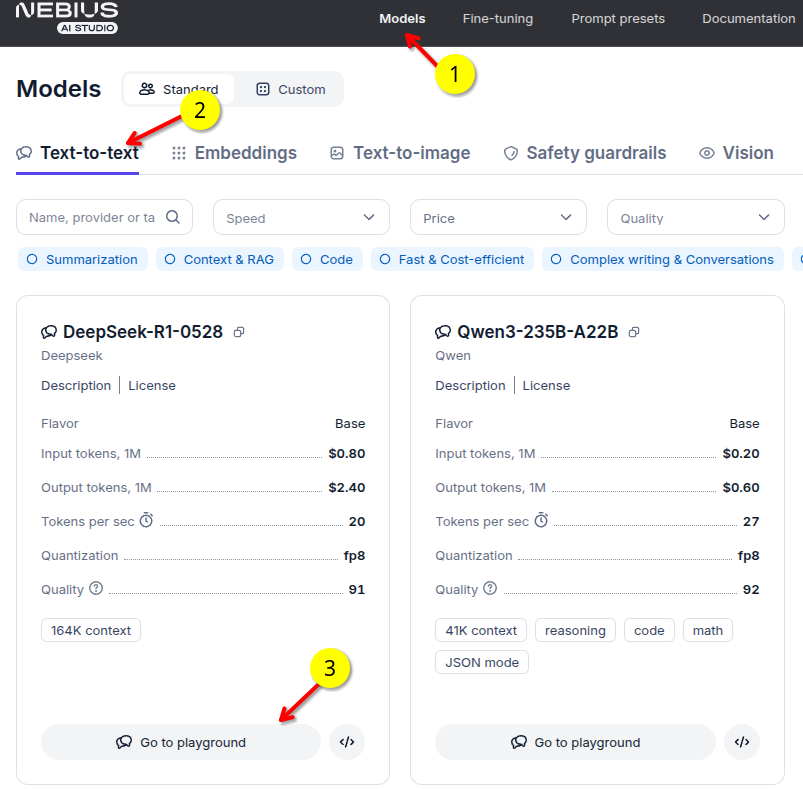 NEBIUS
AI STUDIO
Models Fine-tuning Prompt presets Documentation
1
Models Standard Custom
2
Text-to-text Embeddings Text-to-image Safety guardrails Vision
Name, provider or ta Speed Price Quality
Summarization Context & RAG Code Fast & Cost-efficient Complex writing & Conversations
DeepSeek-R1-0528
Deepseek
Description License
Flavor Base
Input tokens, 1M $0.80
Output tokens, 1M $2.40
Tokens per sec 20
Quantization fp8
Quality 91
164K context
3
Go to playground </>
Qwen3-235B-A22B
Qwen
Description License
Flavor Base
Input tokens, 1M $0.20
Output tokens, 1M $0.60
Tokens per sec 27
Quantization fp8
Quality 92
41K context reasoning code math
JSON mode
Go to playground </>